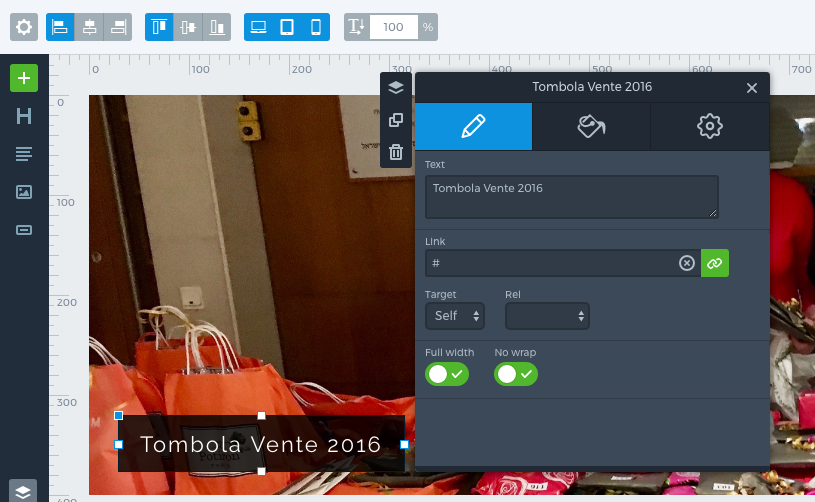 100 %
0 100 200 300 400 500 600 700
Tombola Vente 2016
0
Text
Tombola Vente 2016
100
Link
#
200
Target Rel
Self
Full width No wrap
300
Tombola Vente 2016
400